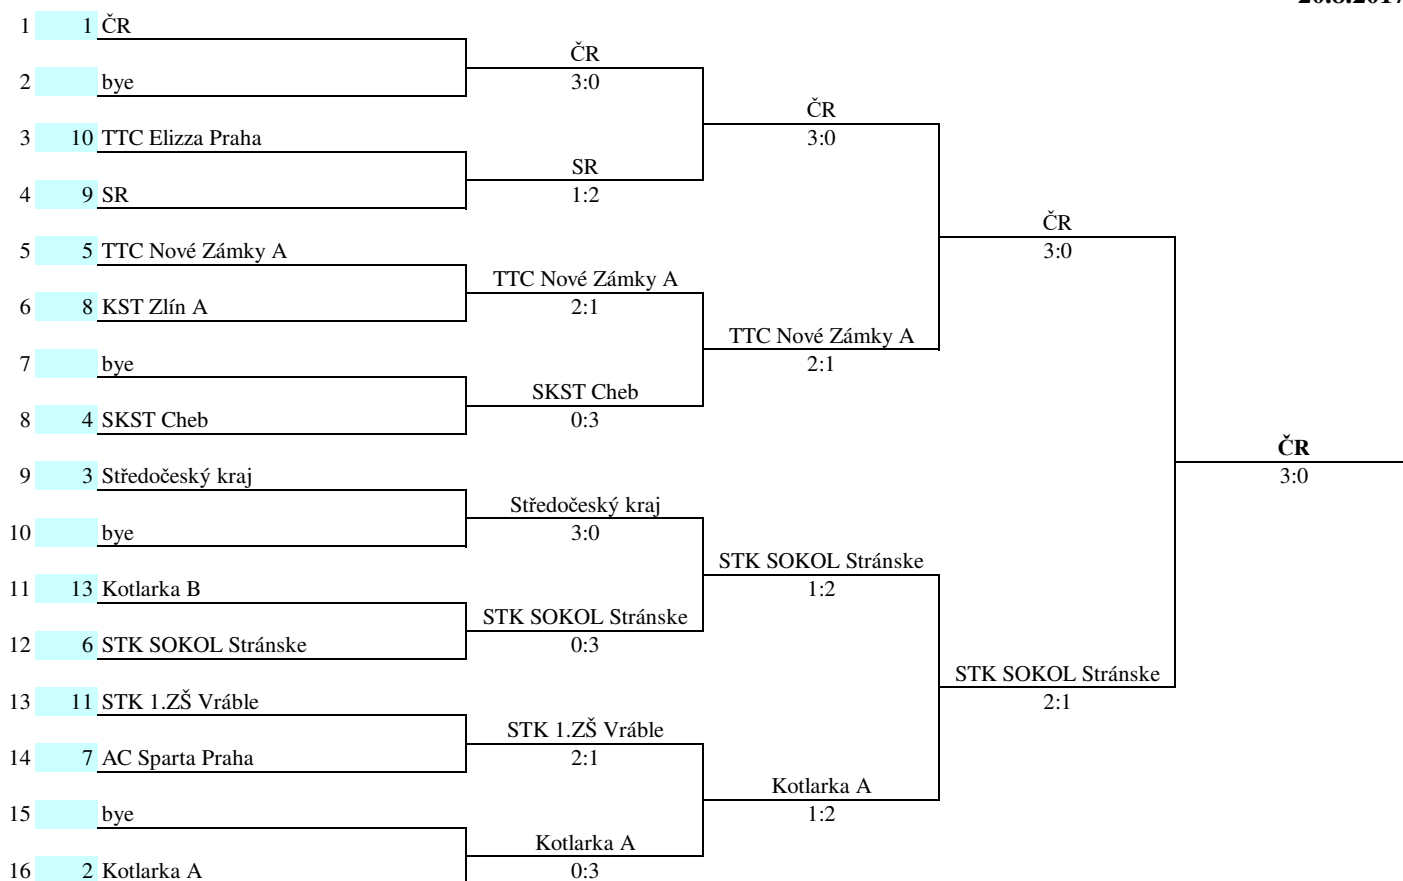 1 1 ČR
ČR
2 bye 3:0
ČR
3 10 TTC Elizza Praha 3:0
SR
4 9 SR 1:2
ČR
5 5 TTC Nové Zámky A 3:0
TTC Nové Zámky A
6 8 KST Zlín A 2:1
TTC Nové Zámky A
7 bye 2:1
SKST Cheb
8 4 SKST Cheb 0:3
ČR
9 3 Středočeský kraj 3:0
Středočeský kraj
10 bye 3:0
STK SOKOL Stránske
11 13 Kotlarka B 1:2
STK SOKOL Stránske
12 6 STK SOKOL Stránske 0:3
STK SOKOL Stránske
13 11 STK 1.ZŠ Vráble 2:1
STK 1.ZŠ Vráble
14 7 AC Sparta Praha 2:1
Kotlarka A
15 bye 1:2
Kotlarka A
16 2 Kotlarka A 0:3